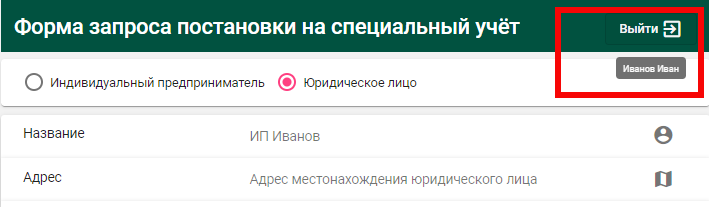 Форма запроса постановки на специальный учёт
Выйти
Иванов Иван
Индивидуальный предприниматель
Юридическое лицо
Название
ИП Иванов
Адрес
Адрес местонахождения юридического лица